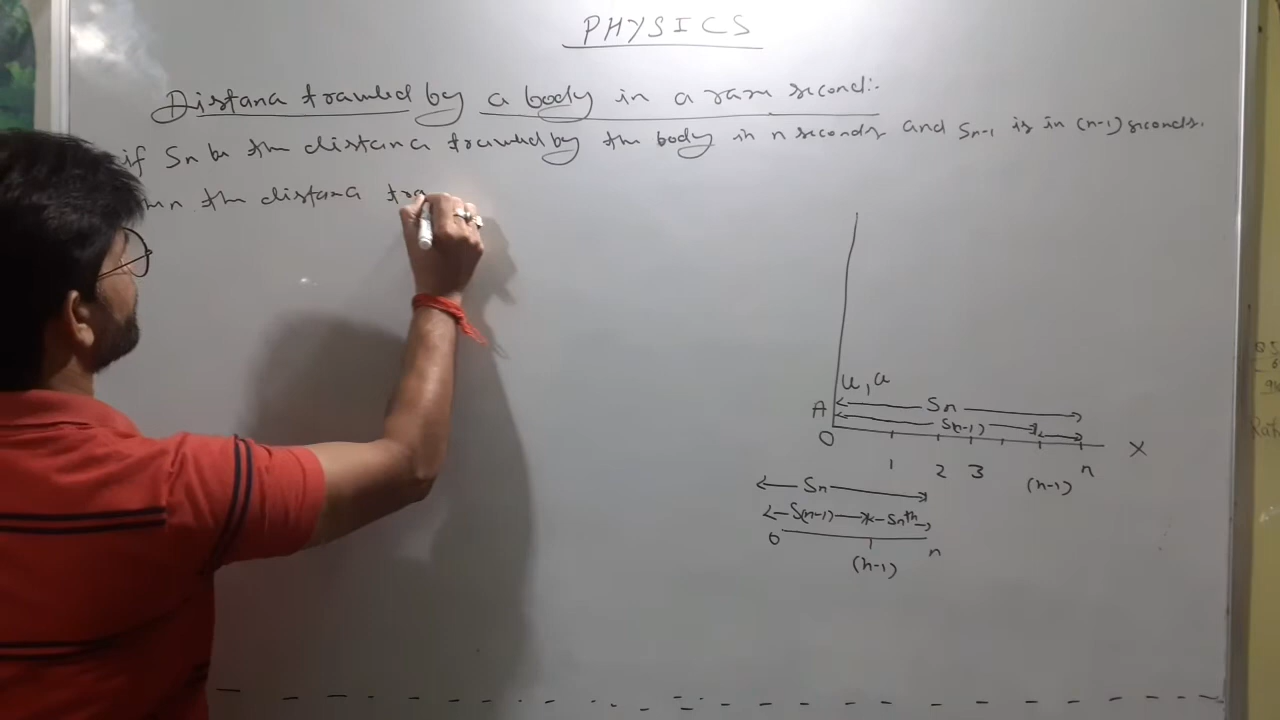 PHYSICS
Distance travelled by a body in a second:-
if Sn be the distance travelled by the body in n seconds and Sn-1 is in (n-1) seconds.
the distance tra
u, a
Sn
A
S(n-1)
O
X
1 2 3 (n-1) n
Sn
S(n-1) Snth
0 n
(n-1)